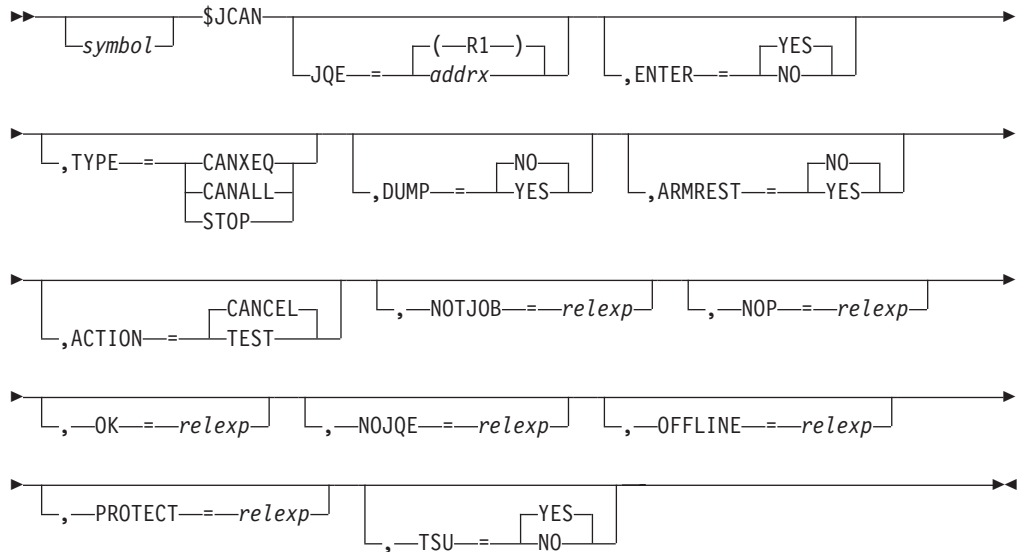 symbol $JCAN JQE = (R1) addrx ,ENTER = YES NO
,TYPE = CANXEQ CANALL STOP ,DUMP = NO YES ,ARMREST = NO YES
,ACTION = CANCEL TEST , NOTJOB = relexp , NOP = relexp
, OK = relexp , NOJQE = relexp , OFFLINE = relexp
, PROTECT = relexp , TSU = YES NO